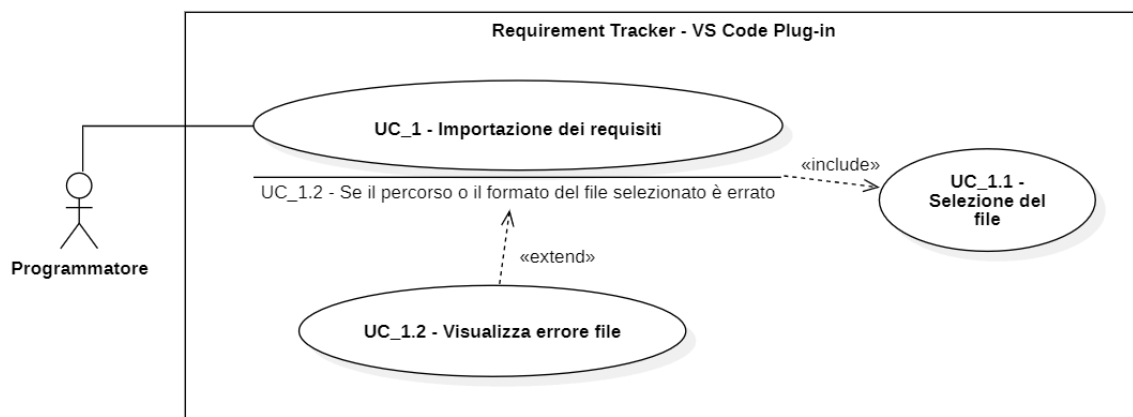 Requirement Tracker - VS Code Plug-in
UC_1 - Importazione dei requisiti
«include»
UC_1.2 - Se il percorso o il formato del file selezionato è errato
UC_1.1 -
Selezione del
file
«extend»
Programmatore
UC_1.2 - Visualizza errore file